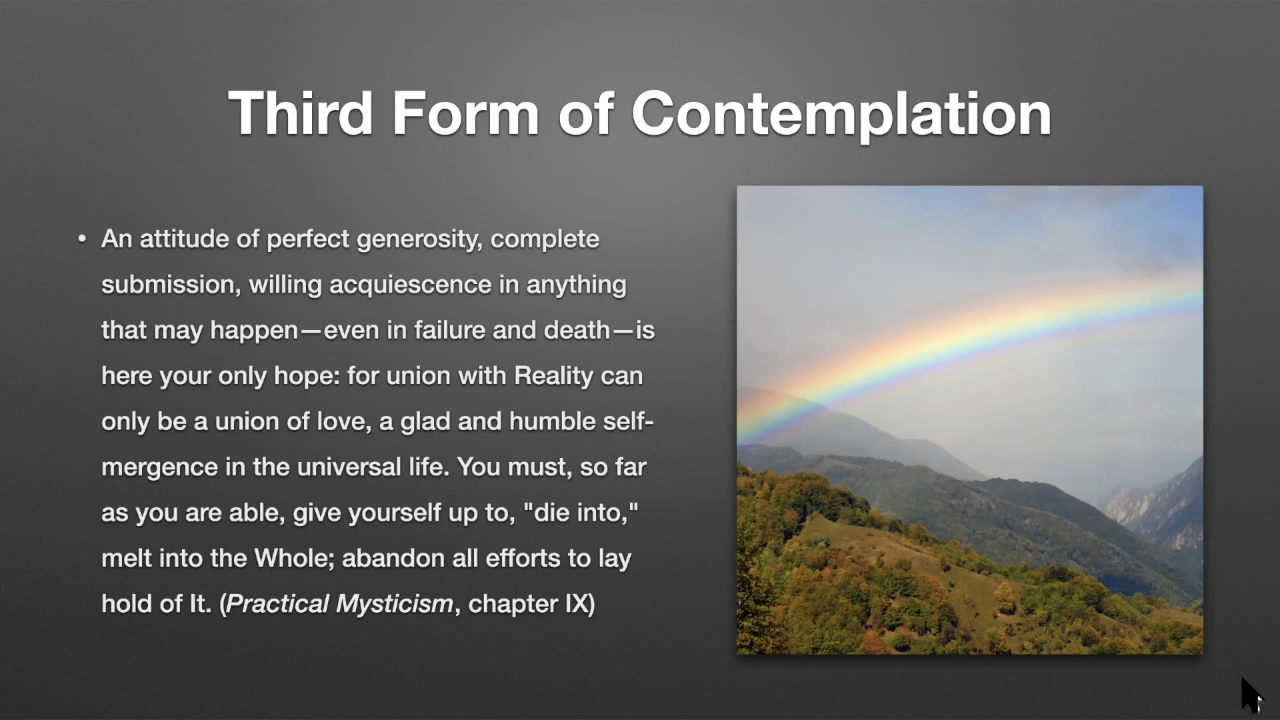 Third Form of Contemplation
• An attitude of perfect generosity, complete
submission, willing acquiescence in anything
that may happen—even in failure and death—is
here your only hope: for union with Reality can
only be a union of love, a glad and humble self-
mergence in the universal life. You must, so far
as you are able, give yourself up to, "die into,"
melt into the Whole; abandon all efforts to lay
hold of It. (Practical Mysticism, chapter IX)